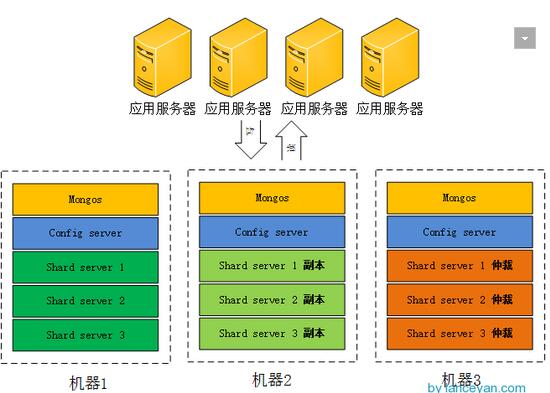 应用服务器 应用服务器 应用服务器 应用服务器
Mongos Mongos Mongos
Config server Config server Config server
Shard server 1 Shard server 1 副本 Shard server 1 仲裁
Shard server 2 Shard server 2 副本 Shard server 2 仲裁
Shard server 3 Shard server 3 副本 Shard server 3 仲裁
机器1 机器2 机器3
by lanceyan.com